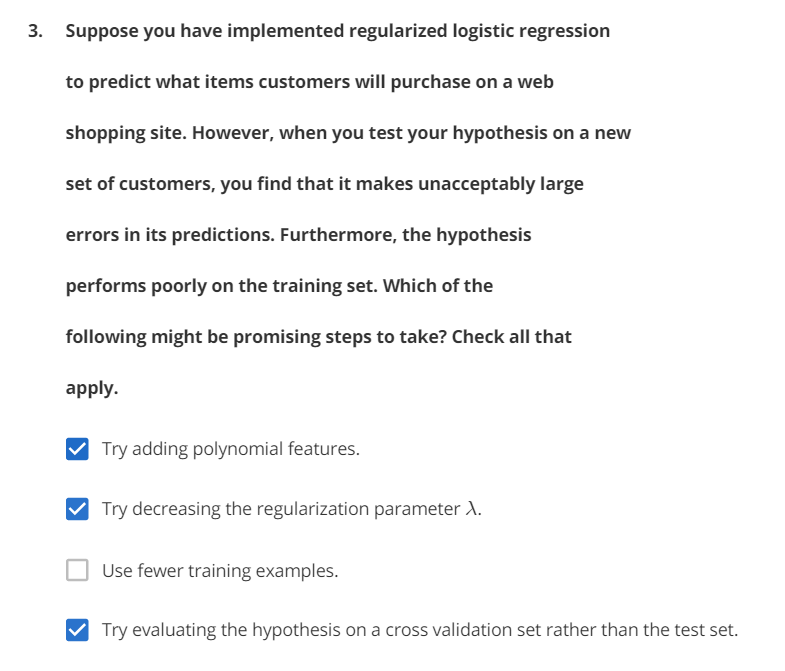 3. Suppose you have implemented regularized logistic regression
to predict what items customers will purchase on a web
shopping site. However, when you test your hypothesis on a new
set of customers, you find that it makes unacceptably large
errors in its predictions. Furthermore, the hypothesis
performs poorly on the training set. Which of the
following might be promising steps to take? Check all that
apply.
Try adding polynomial features.
Try decreasing the regularization parameter λ.
Use fewer training examples.
Try evaluating the hypothesis on a cross validation set rather than the test set.